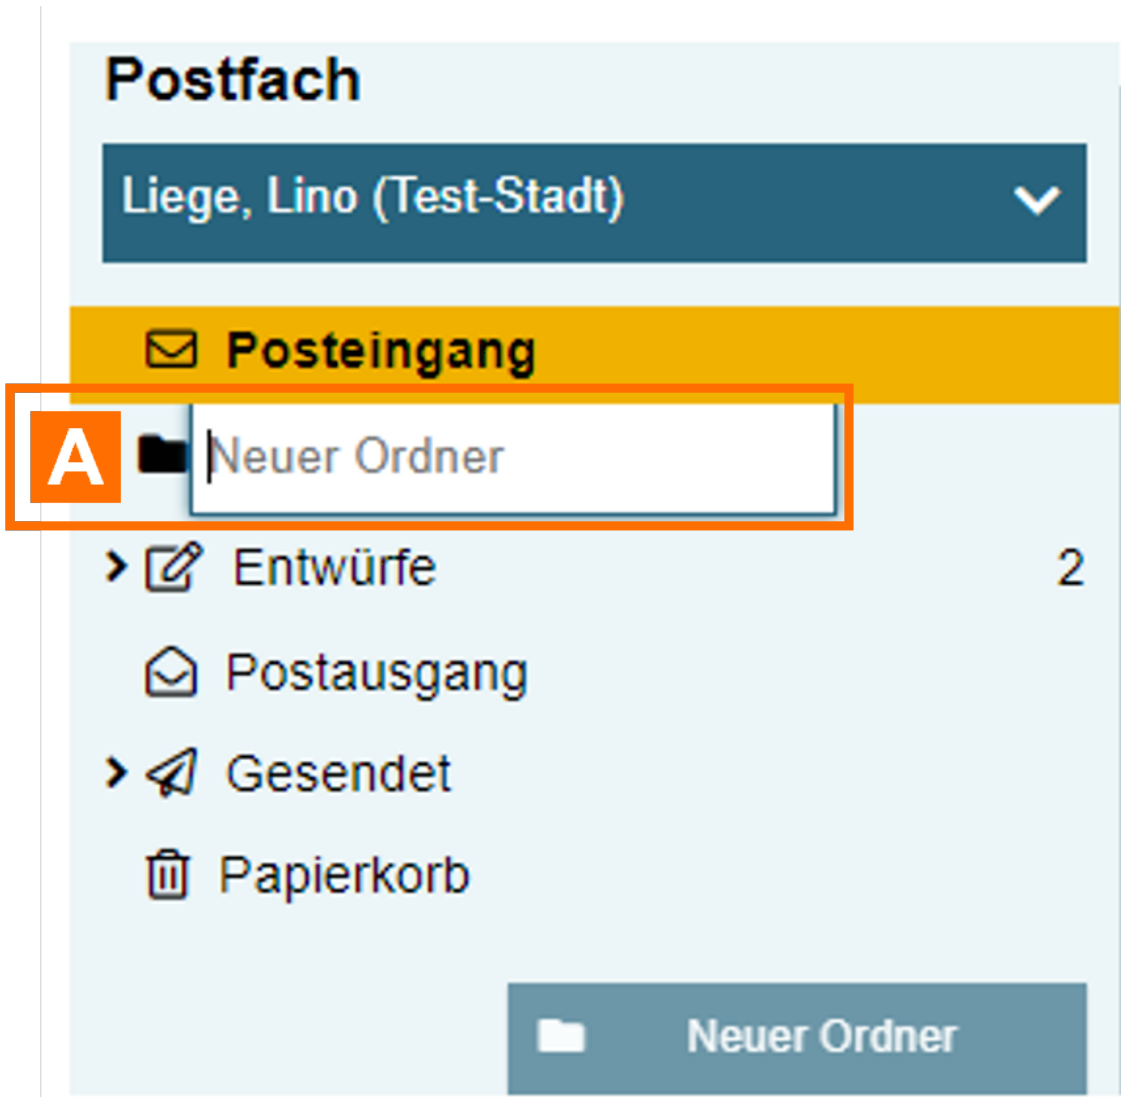 Postfach
Liege, Lino (Test-Stadt)
Posteingang
A Neuer Ordner
Entwürfe 2
Postausgang
Gesendet
Papierkorb
Neuer Ordner